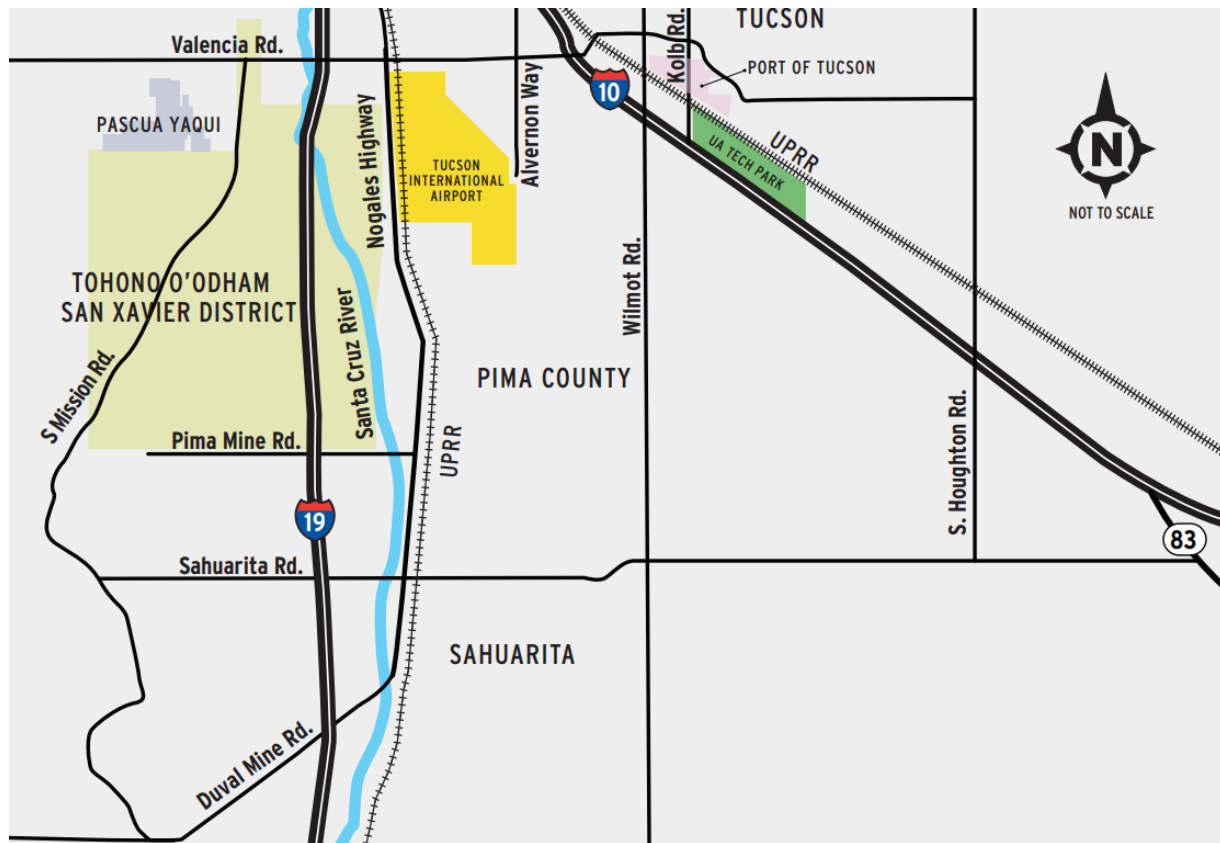 TUCSON
Valencia Rd.
Kolb Rd.
PORT OF TUCSON
10
Alvernon Way
PASCUA YAQUI
Nogales Highway
TUCSON
INTERNATIONAL
AIRPORT
UPRR
UA TECH PARK
N
NOT TO SCALE
TOHONO O'ODHAM
SAN XAVIER DISTRICT
Santa Cruz River
Wilmot Rd.
S Mission Rd.
PIMA COUNTY
Pima Mine Rd.
UPRR
S. Houghton Rd.
19
83
Sahuarita Rd.
SAHUARITA
Duval Mine Rd.